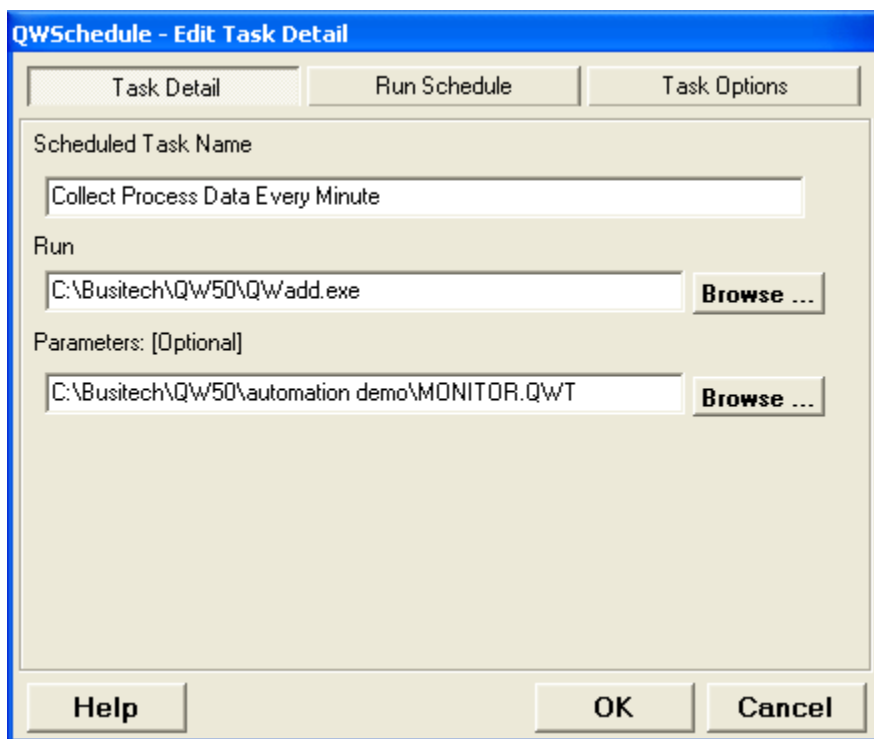 QWSchedule - Edit Task Detail
Task Detail Run Schedule Task Options
Scheduled Task Name
Collect Process Data Every Minute
Run
C:\Busitech\QW50\QWadd.exe Browse ...
Parameters: [Optional]
C:\Busitech\QW50\automation demo\MONITOR.QWT Browse ...
Help OK Cancel